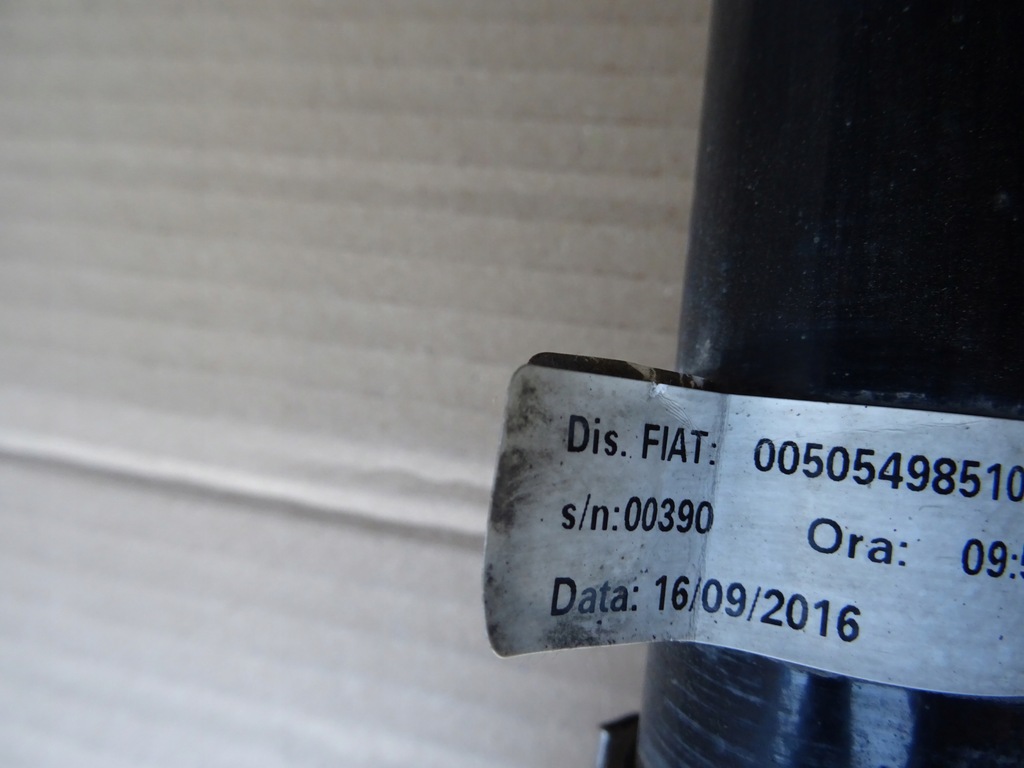 Dis. FIAT: 00505498510
s/n:00390 Ora: 09:
Data: 16/09/2016